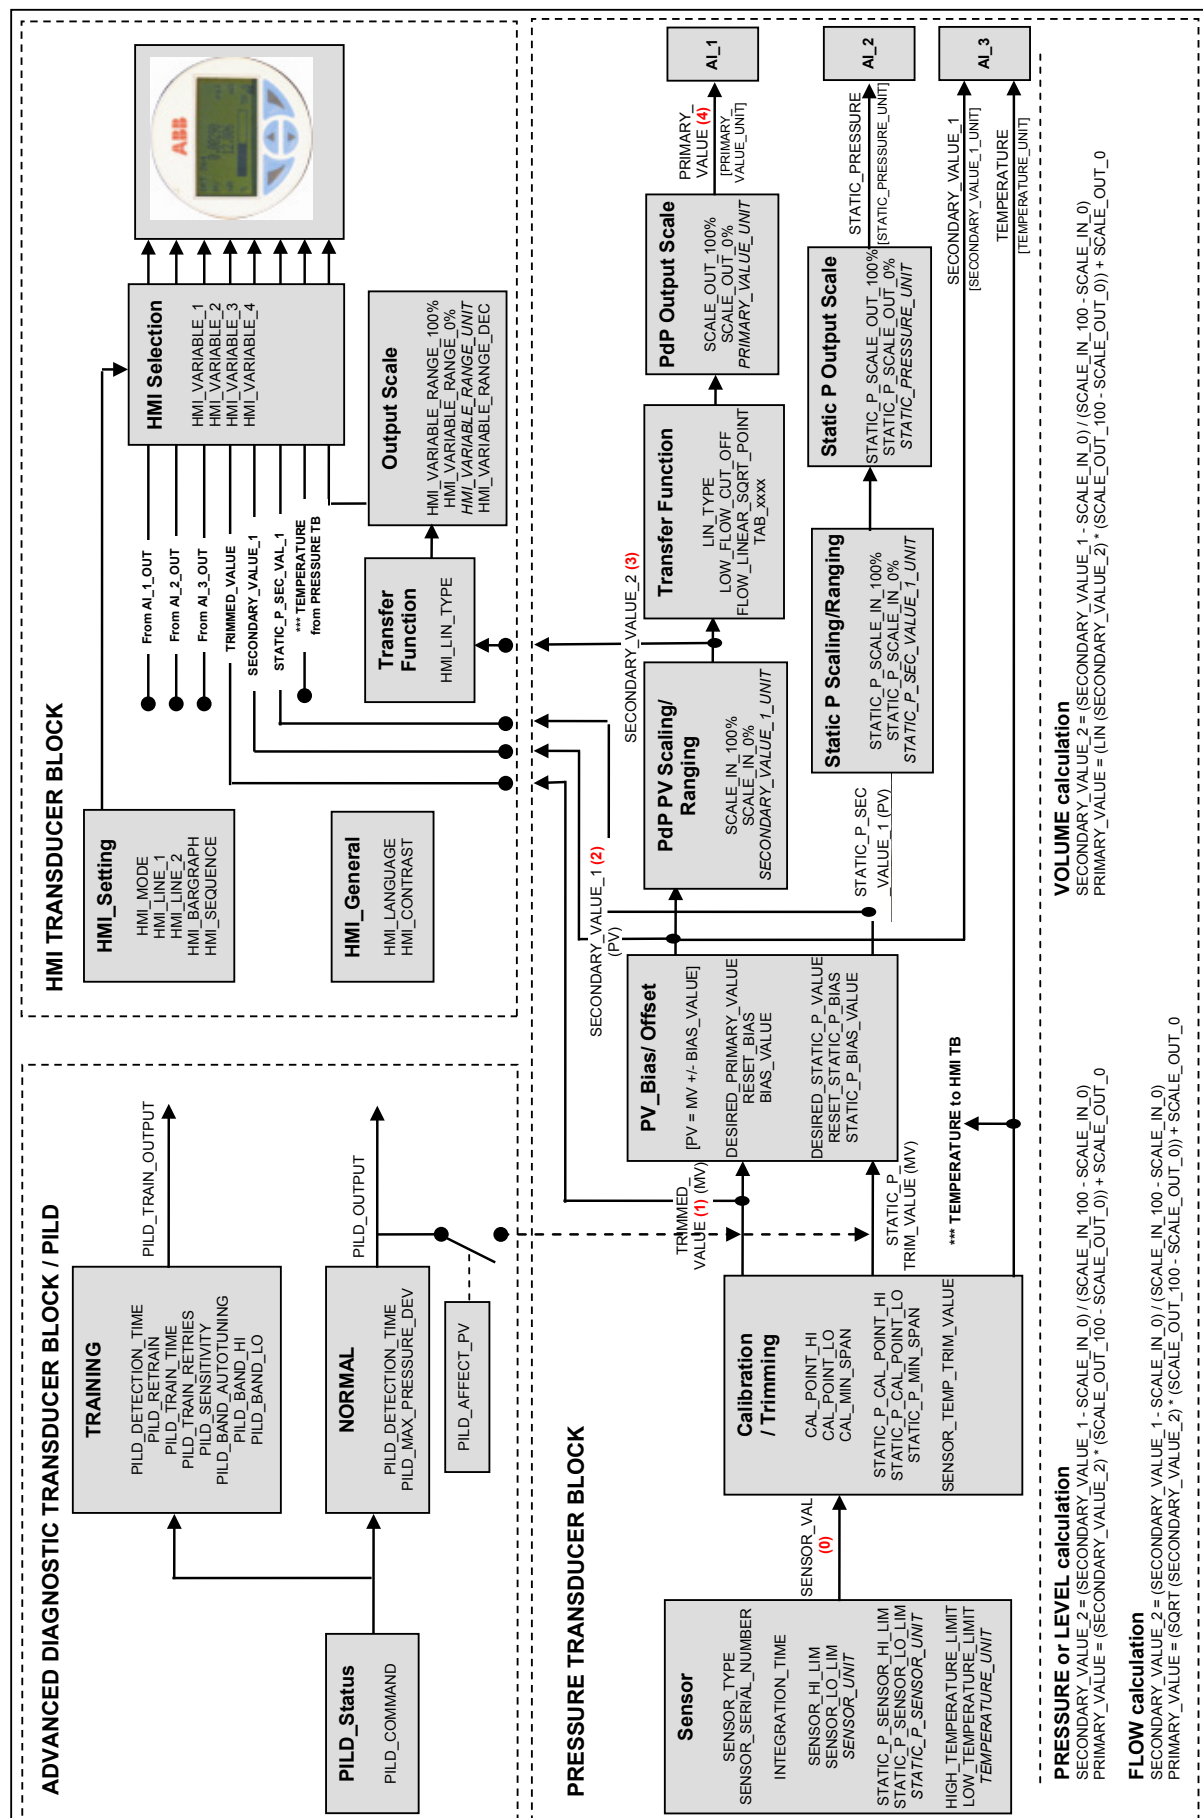 ADVANCED DIAGNOSTIC TRANSDUCER BLOCK / PILD
PILD_Status
PILD_COMMAND
TRAINING
PILD_DETECTION_TIME
PILD_RETRAIN
PILD_TRAIN_TIME
PILD_TRAIN_RETRIES
PILD_SENSITIVITY
PILD_BAND_AUTOTUNING
PILD_BAND_HI
PILD_BAND_LO
PILD_TRAIN_OUTPUT
NORMAL
PILD_DETECTION_TIME
PILD_MAX_PRESSURE_DEV
PILD_OUTPUT
PILD_AFFECT_PV
HMI TRANSDUCER BLOCK
HMI_Setting
HMI_MODE
HMI_LINE_1
HMI_LINE_2
HMI_BARGRAPH
HMI_SEQUENCE
HMI_General
HMI_LANGUAGE
HMI_CONTRAST
From AI_1_OUT
From AI_2_OUT
From AI_3_OUT
TRIMMED_VALUE
SECONDARY_VALUE_1
STATIC_P_SEC_VAL_1
*** TEMPERATURE
from PRESSURE TB
Transfer
Function
HMI_LIN_TYPE
HMI Selection
HMI_VARIABLE_1
HMI_VARIABLE_2
HMI_VARIABLE_3
HMI_VARIABLE_4
Output Scale
HMI_VARIABLE_RANGE_100%
HMI_VARIABLE_RANGE_0%
HMI_VARIABLE_RANGE_UNIT
HMI_VARIABLE_RANGE_DEC
ABB
PRESSURE TRANSDUCER BLOCK
Sensor
SENSOR_TYPE
SENSOR_SERIAL_NUMBER
INTEGRATION_TIME
SENSOR_HI_LIM
SENSOR_LO_LIM
SENSOR_UNIT
STATIC_P_SENSOR_HI_LIM
STATIC_P_SENSOR_LO_LIM
STATIC_P_SENSOR_UNIT
HIGH_TEMPERATURE_LIMIT
LOW_TEMPERATURE_LIMIT
TEMPERATURE_UNIT
SENSOR_VAL
(0)
Calibration
/ Trimming
CAL_POINT_HI
CAL_POINT_LO
CAL_MIN_SPAN
STATIC_P_CAL_POINT_HI
STATIC_P_CAL_POINT_LO
STATIC_P_MIN_SPAN
SENSOR_TEMP_TRIM_VALUE
TRIMMED_
VALUE (1) (MV)
STATIC_P_
TRIM_VALUE (MV)
*** TEMPERATURE to HMI TB
PV_Bias/ Offset
[PV = MV +/- BIAS_VALUE]
DESIRED_PRIMARY_VALUE
RESET_BIAS
BIAS_VALUE
DESIRED_STATIC_P_VALUE
RESET_STATIC_P_BIAS
STATIC_P_BIAS_VALUE
SECONDARY_VALUE_1 (2)
(PV)
STATIC_P_SEC
_VALUE_1 (PV)
PdP PV Scaling/
Ranging
SCALE_IN_100%
SCALE_IN_0%
SECONDARY_VALUE_1_UNIT
SECONDARY_VALUE_2 (3)
Static P Scaling/Ranging
STATIC_P_SCALE_IN_100%
STATIC_P_SCALE_IN_0%
STATIC_P_SEC_VALUE_1_UNIT
Transfer Function
LIN_TYPE
LOW_FLOW_CUT_OFF
FLOW_LINEAR_SQRT_POINT
TAB_xxxx
PdP Output Scale
SCALE_OUT_100%
SCALE_OUT_0%
PRIMARY_VALUE_UNIT
Static P Output Scale
STATIC_P_SCALE_OUT_100%
STATIC_P_SCALE_OUT_0%
STATIC_PRESSURE_UNIT
PRIMARY_
VALUE (4)
[PRIMARY_
VALUE_UNIT]
STATIC_PRESSURE
[STATIC_PRESSURE_UNIT]
SECONDARY_VALUE_1
[SECONDARY_VALUE_1_UNIT]
TEMPERATURE
[TEMPERATURE_UNIT]
AI_1
AI_2
AI_3
PRESSURE or LEVEL calculation
SECONDARY_VALUE_2 = (SECONDARY_VALUE_1 - SCALE_IN_0) / (SCALE_IN_100 - SCALE_IN_0)
PRIMARY_VALUE = (SECONDARY_VALUE_2) * (SCALE_OUT_100 - SCALE_OUT_0)) + SCALE_OUT_0
FLOW calculation
SECONDARY_VALUE_2 = (SECONDARY_VALUE_1 - SCALE_IN_0) / (SCALE_IN_100 - SCALE_IN_0)
PRIMARY_VALUE = (SQRT (SECONDARY_VALUE_2) * (SCALE_OUT_100 - SCALE_OUT_0)) + SCALE_OUT_0
VOLUME calculation
SECONDARY_VALUE_2 = (SECONDARY_VALUE_1 - SCALE_IN_0) / (SCALE_IN_100 - SCALE_IN_0)
PRIMARY_VALUE = (LIN (SECONDARY_VALUE_2) * (SCALE_OUT_100 - SCALE_OUT_0)) + SCALE_OUT_0